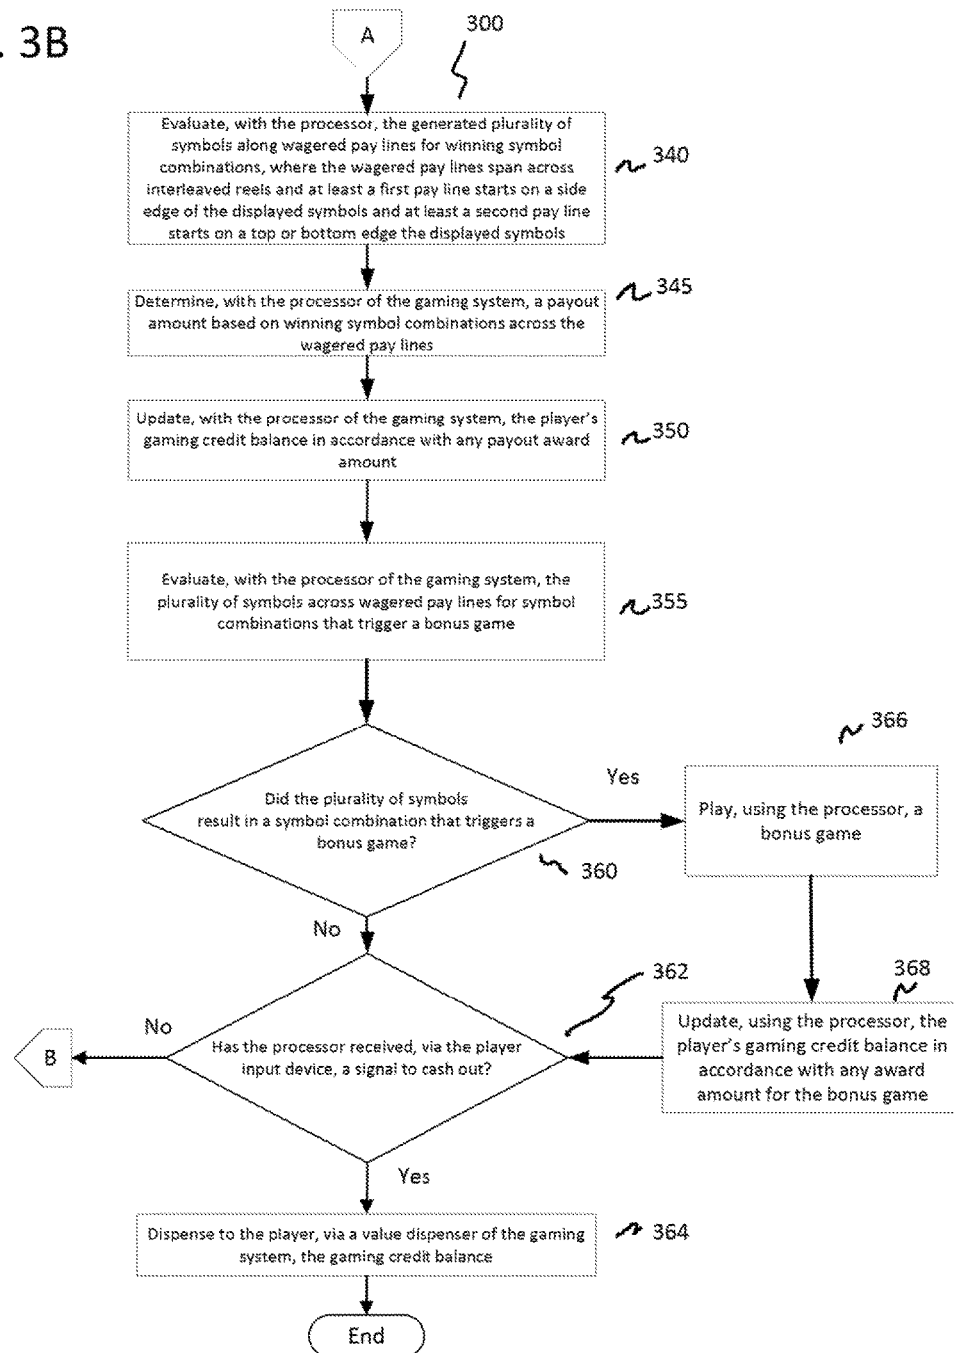 . 3B
A
300
Evaluate, with the processor, the generated plurality of
symbols along wagered pay lines for winning symbol
combinations, where the wagered pay lines span across
interleaved reels and at least a first pay line starts on a side
edge of the displayed symbols and at least a second pay line
starts on a top or bottom edge the displayed symbols
340
Determine, with the processor of the gaming system, a payout
amount based on winning symbol combinations across the
wagered pay lines
345
Update, with the processor of the gaming system, the player's
gaming credit balance in accordance with any payout award
amount
350
Evaluate, with the processor of the gaming system, the
plurality of symbols across wagered pay lines for symbol
combinations that trigger a bonus game
355
Did the plurality of symbols
result in a symbol combination that triggers a
bonus game?
360
Yes
366
Play, using the processor, a
bonus game
No
368
Update, using the processor, the
player's gaming credit balance in
accordance with any award
amount for the bonus game
362
Has the processor received, via the player
input device, a signal to cash out?
No
B
Yes
Dispense to the player, via a value dispenser of the gaming
system, the gaming credit balance
364
End